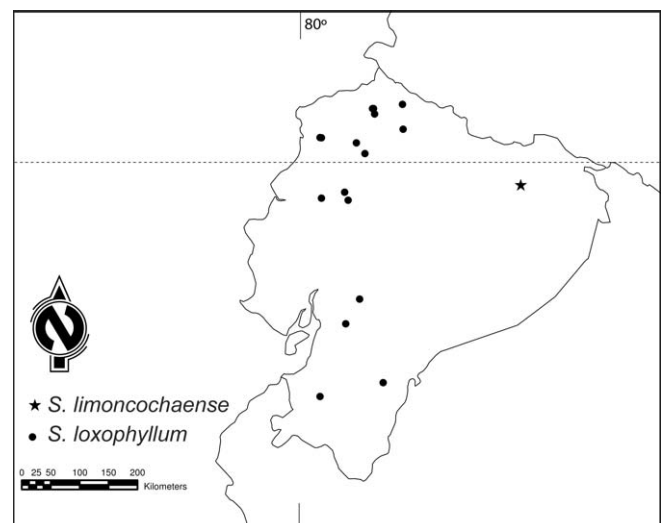 80º
★ S. limoncochaense
● S. loxophyllum
0 25 50 100 150 200
Kilometers